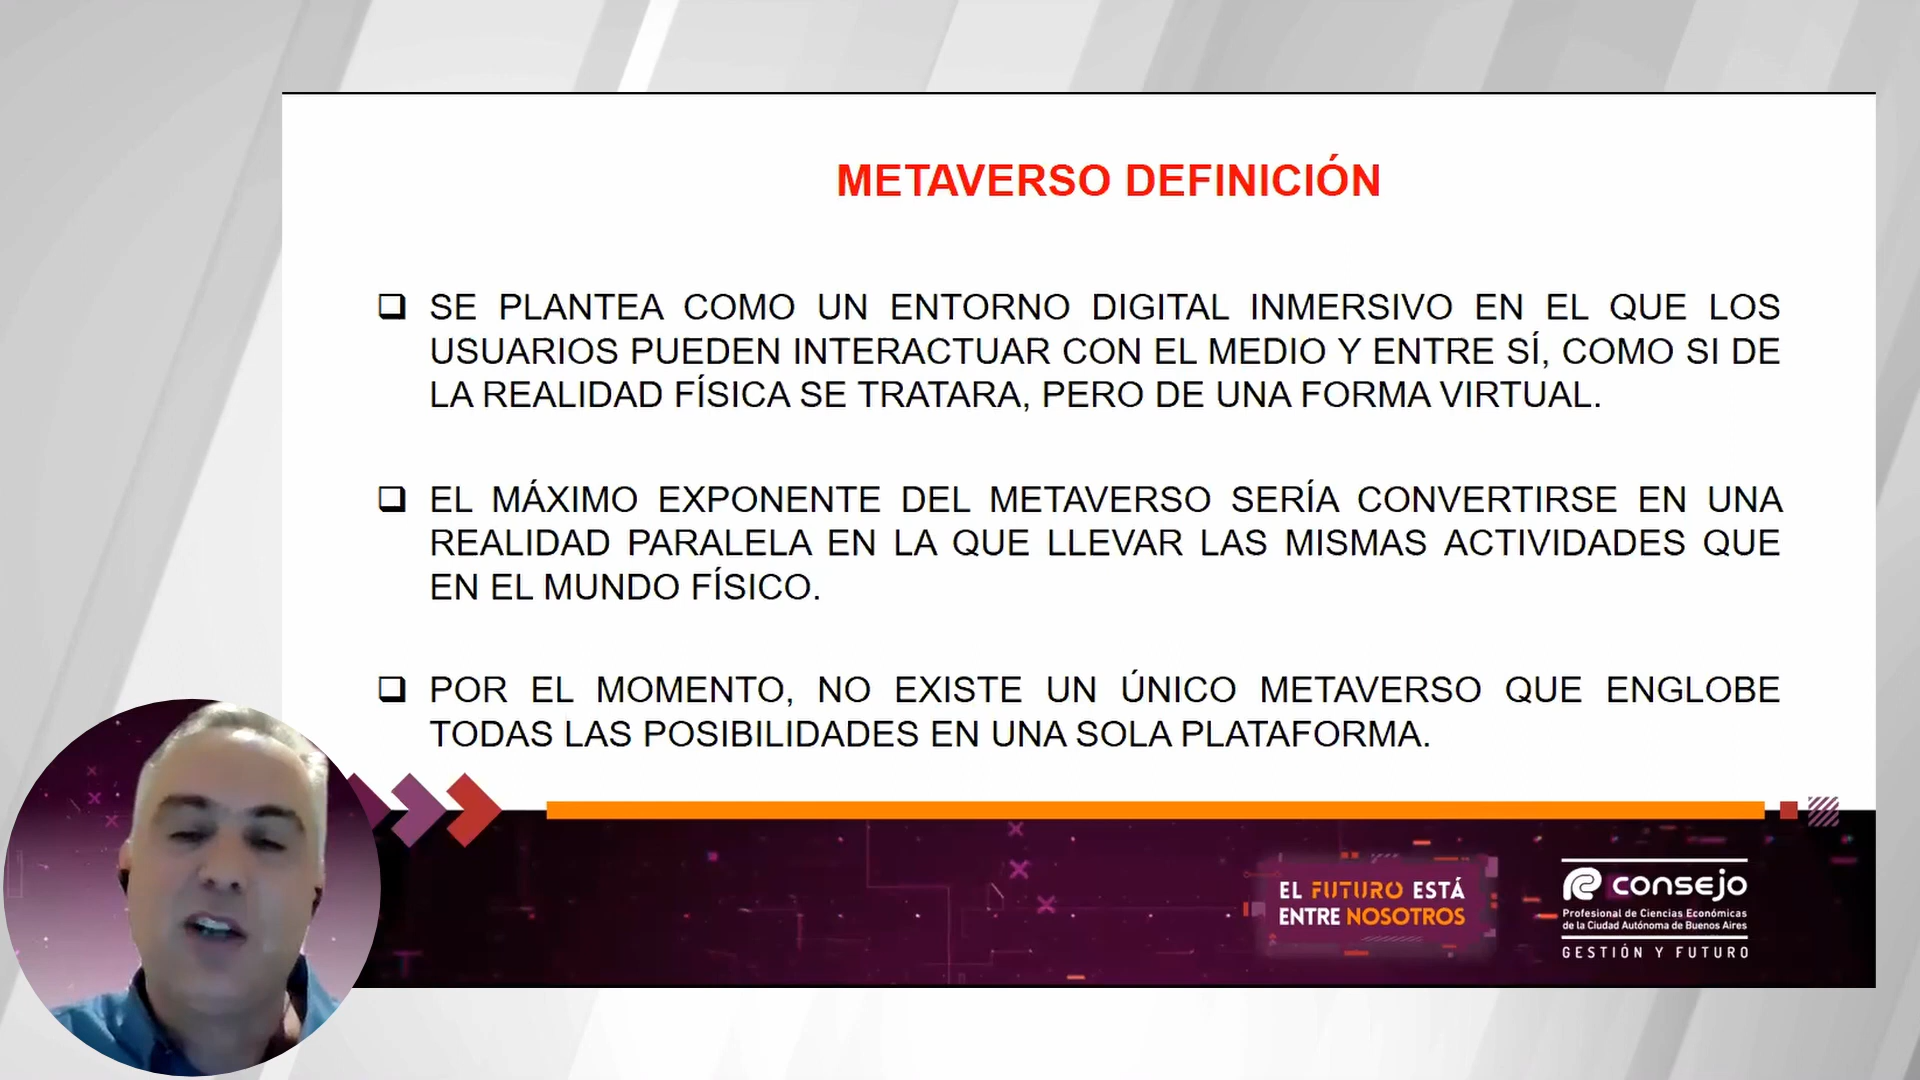 METAVERSO DEFINICIÓN
SE PLANTEA COMO UN ENTORNO DIGITAL INMERSIVO EN EL QUE LOS
USUARIOS PUEDEN INTERACTUAR CON EL MEDIO Y ENTRE SÍ, COMO SI DE
LA REALIDAD FÍSICA SE TRATARA, PERO DE UNA FORMA VIRTUAL.
EL MÁXIMO EXPONENTE DEL METAVERSO SERÍA CONVERTIRSE EN UNA
REALIDAD PARALELA EN LA QUE LLEVAR LAS MISMAS ACTIVIDADES QUE
EN EL MUNDO FÍSICO.
POR EL MOMENTO, NO EXISTE UN ÚNICO METAVERSO QUE ENGLOBE
TODAS LAS POSIBILIDADES EN UNA SOLA PLATAFORMA.
EL FUTURO ESTÁ
ENTRE NOSOTROS
consejo
Profesional de Ciencias Económicas
de la Ciudad Autónoma de Buenos Aires
GESTIÓN Y FUTURO